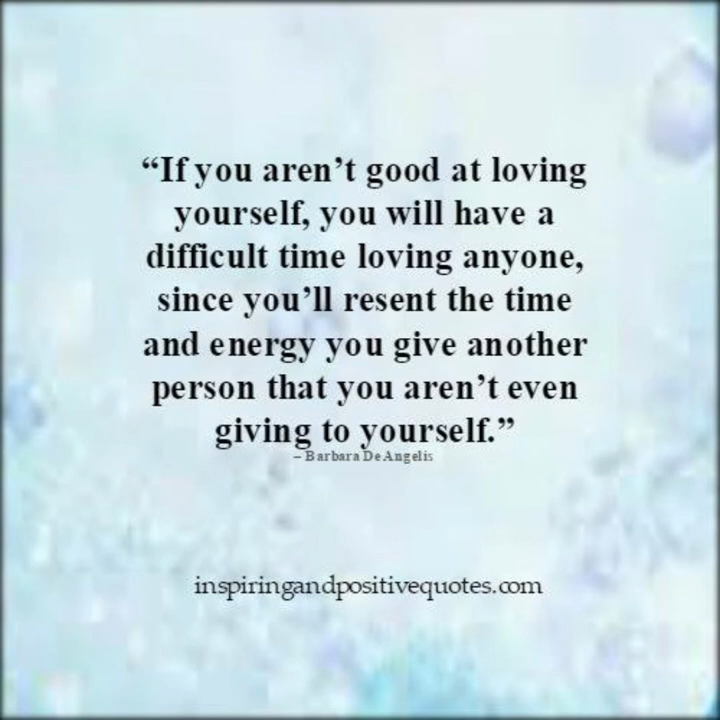 “If you aren’t good at loving
yourself, you will have a
difficult time loving anyone,
since you’ll resent the time
and energy you give another
person that you aren’t even
giving to yourself.”
– Barbara De Angelis
inspiringandpositivequotes.com